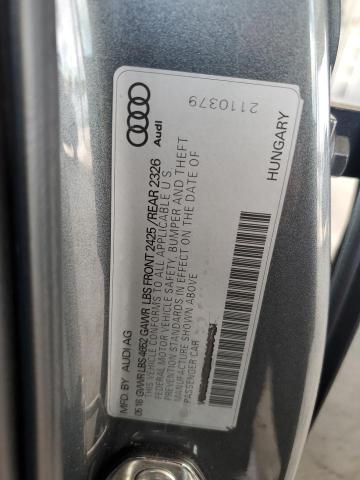 Audi
2110379
HUNGARY
MFD. BY AUDI AG
05.18 GVWR LBS 4652 GAWR LBS FRONT 2425 / REAR 2326
THIS VEHICLE CONFORMS TO ALL APPLICABLE U S
FEDERAL MOTOR VEHICLE SAFETY, BUMPER AND THEFT
PREVENTION STANDARDS IN EFFECT ON THE DATE OF
MANUFACTURE SHOWN ABOVE
PASSENGER CAR